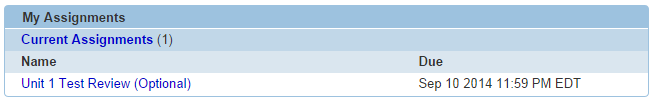 My Assignments
Current Assignments (1)
Name Due
Unit 1 Test Review (Optional) Sep 10 2014 11:59 PM EDT